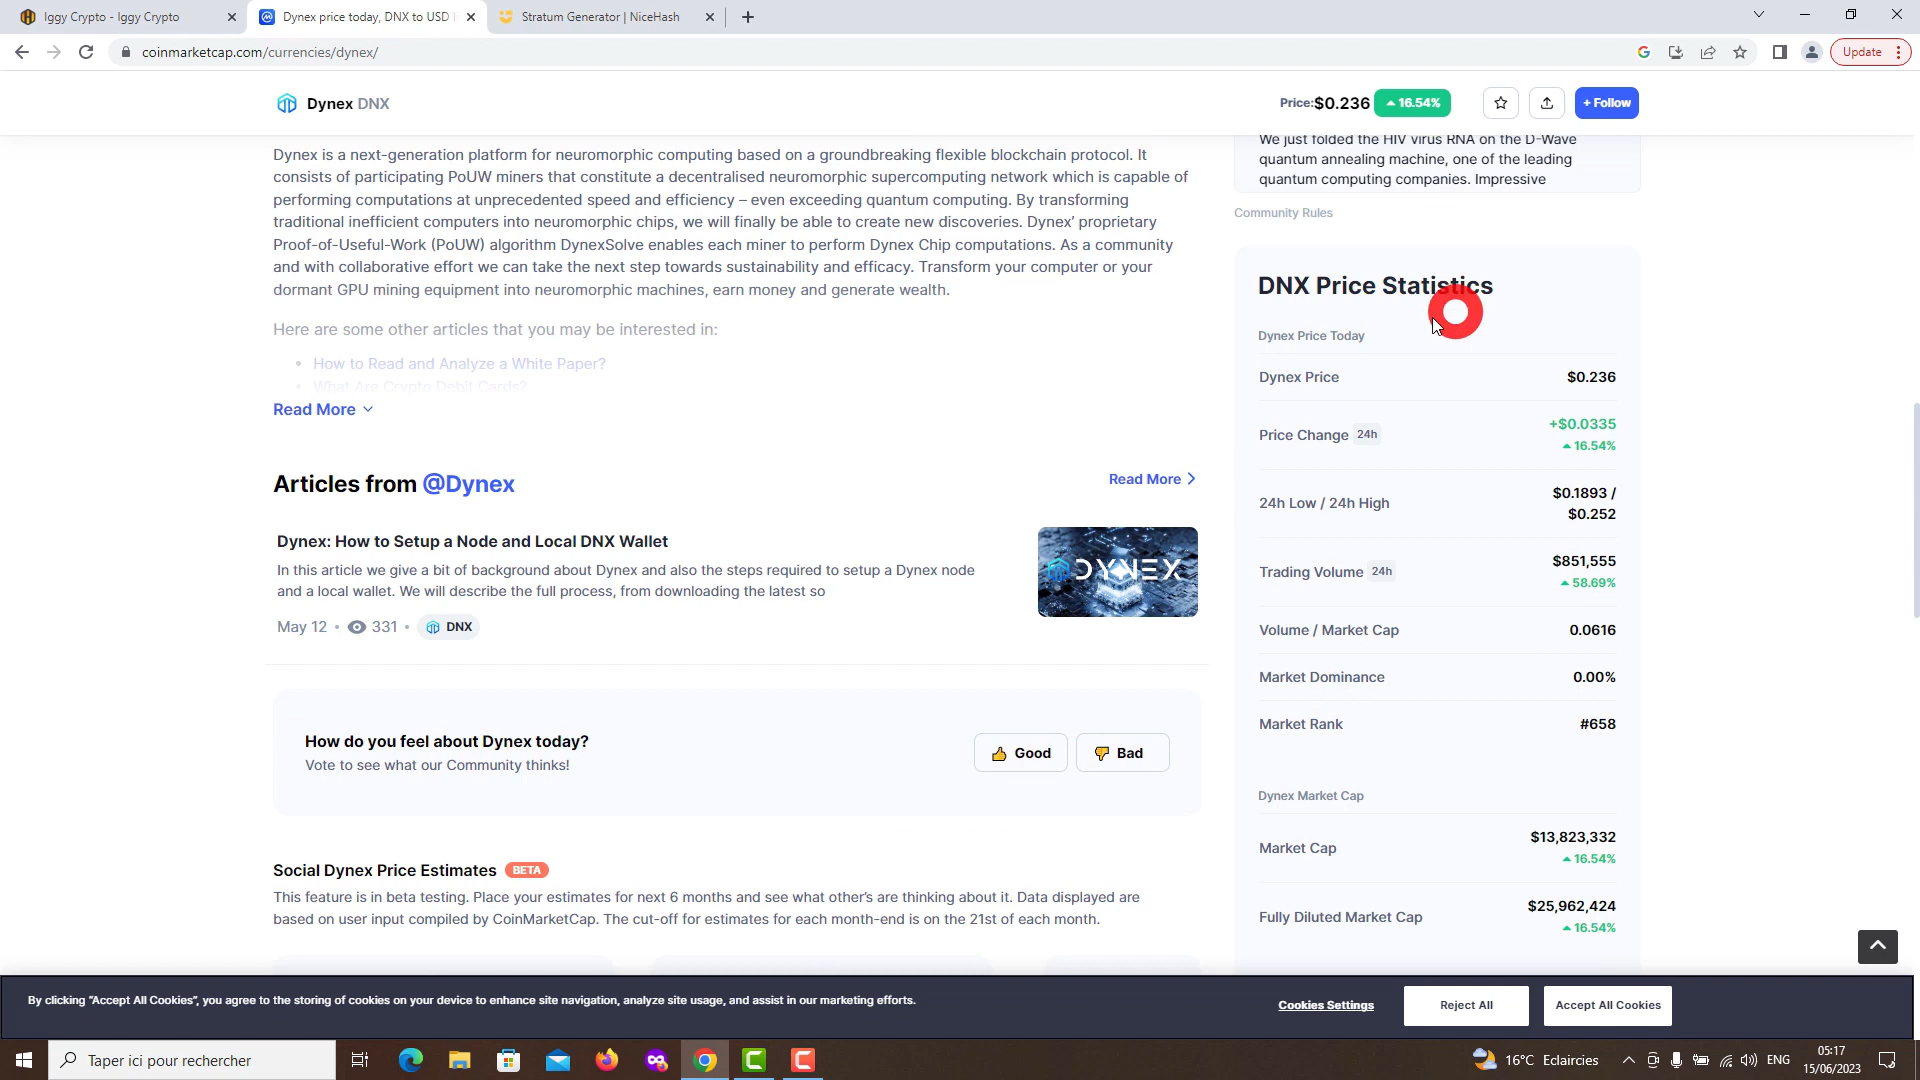 Iggy Crypto - Iggy Crypto
Dynex price today, DNX to USD
Stratum Generator | NiceHash
coinmarketcap.com/currencies/dynex/
Update
Dynex DNX
Price:$0.236
16.54%
+ Follow
Dynex is a next-generation platform for neuromorphic computing based on a groundbreaking flexible blockchain protocol. It
consists of participating PoUW miners that constitute a decentralised neuromorphic supercomputing network which is capable of
performing computations at unprecedented speed and efficiency – even exceeding quantum computing. By transforming
traditional inefficient computers into neuromorphic chips, we will finally be able to create new discoveries. Dynex' proprietary
Proof-of-Useful-Work (PoUW) algorithm DynexSolve enables each miner to perform Dynex Chip computations. As a community
and with collaborative effort we can take the next step towards sustainability and efficacy. Transform your computer or your
dormant GPU mining equipment into neuromorphic machines, earn money and generate wealth.
Here are some other articles that you may be interested in:
How to Read and Analyze a White Paper?
What Are Crypto Debit Cards?
Read More
Articles from @Dynex
Read More
Dynex: How to Setup a Node and Local DNX Wallet
In this article we give a bit of background about Dynex and also the steps required to setup a Dynex node
and a local wallet. We will describe the full process, from downloading the latest so
May 12 • 331 • DNX
DYNEX
How do you feel about Dynex today?
Vote to see what our Community thinks!
Good
Bad
Social Dynex Price Estimates BETA
This feature is in beta testing. Place your estimates for next 6 months and see what other's are thinking about it. Data displayed are
based on user input compiled by CoinMarketCap. The cut-off for estimates for each month-end is on the 21st of each month.
We just folded the HIV virus RNA on the D-Wave
quantum annealing machine, one of the leading
quantum computing companies. Impressive
Community Rules
DNX Price Statistics
Dynex Price Today
Dynex Price $0.236
Price Change 24h +$0.0335
16.54%
24h Low / 24h High $0.1893 /
$0.252
Trading Volume 24h $851,555
58.69%
Volume / Market Cap 0.0616
Market Dominance 0.00%
Market Rank #658
Dynex Market Cap
Market Cap $13,823,332
16.54%
Fully Diluted Market Cap $25,962,424
16.54%
By clicking “Accept All Cookies”, you agree to the storing of cookies on your device to enhance site navigation, analyze site usage, and assist in our marketing efforts.
Cookies Settings
Reject All
Accept All Cookies
Taper ici pour rechercher
16°C Eclaircies
ENG
05:17
15/06/2023